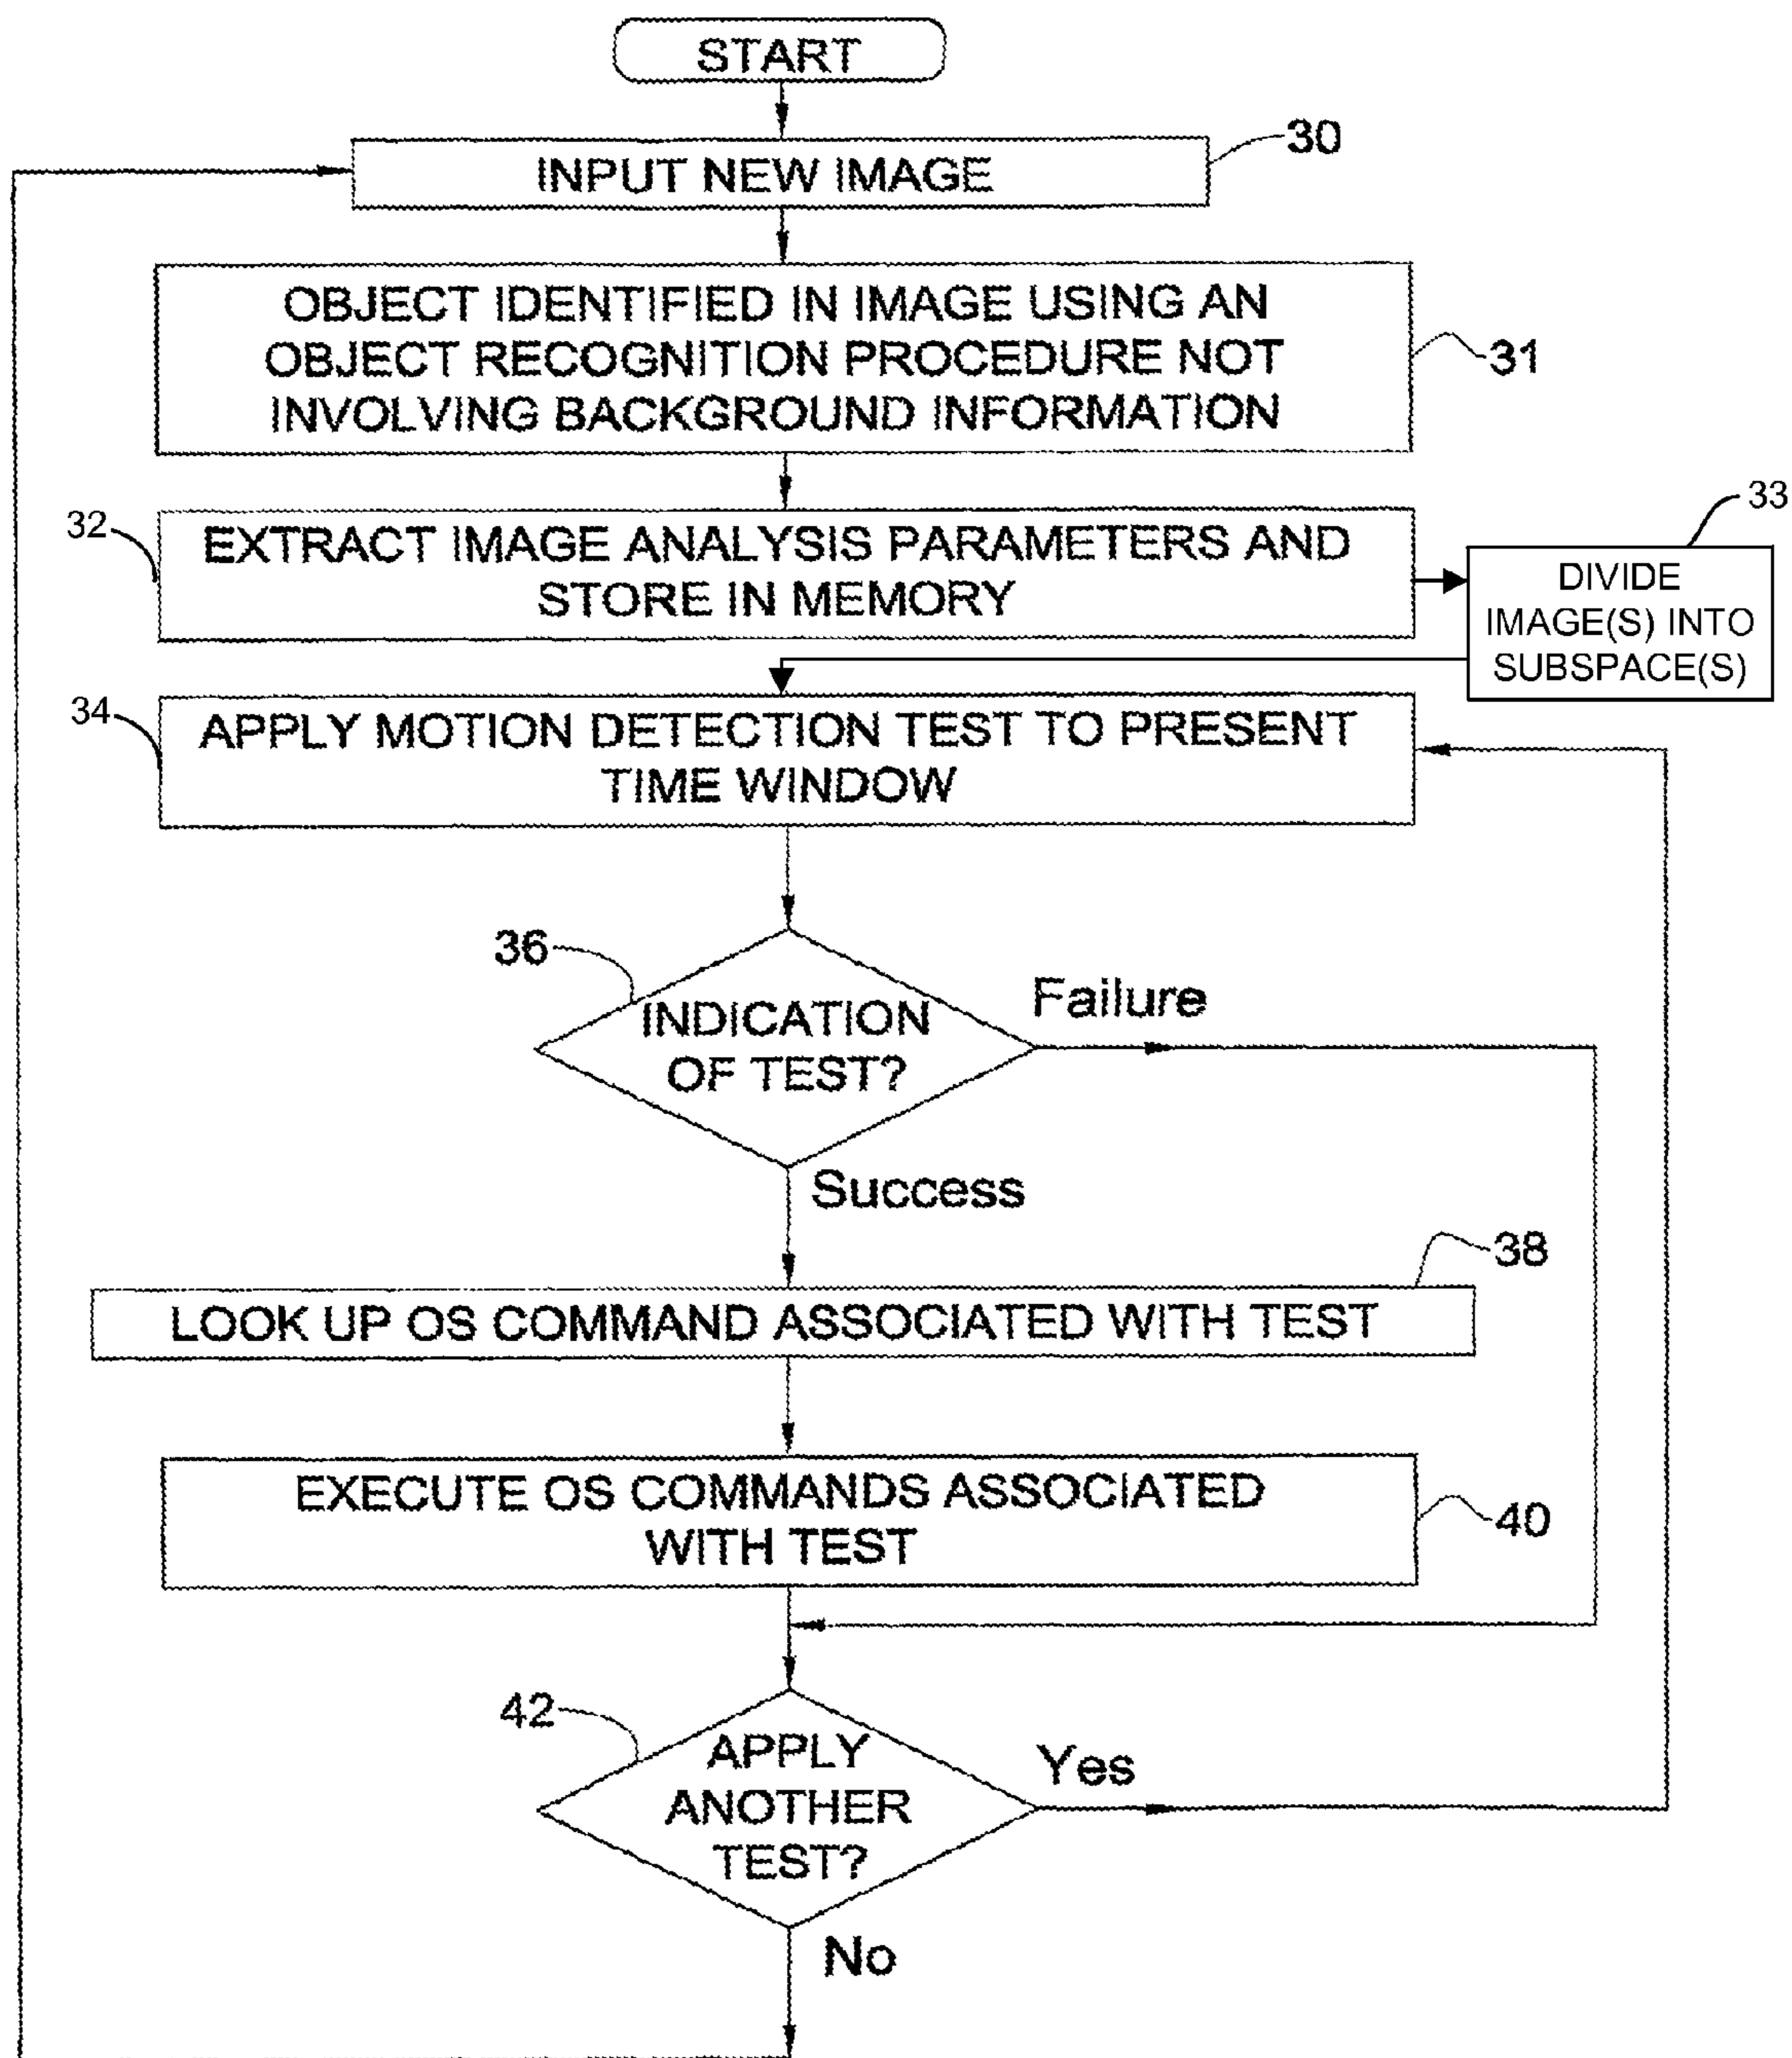 START
30
INPUT NEW IMAGE
OBJECT IDENTIFIED IN IMAGE USING AN
OBJECT RECOGNITION PROCEDURE NOT
INVOLVING BACKGROUND INFORMATION
31
32
EXTRACT IMAGE ANALYSIS PARAMETERS AND
STORE IN MEMORY
33
DIVIDE
IMAGE(S) INTO
SUBSPACE(S)
34
APPLY MOTION DETECTION TEST TO PRESENT
TIME WINDOW
36
INDICATION
OF TEST?
Failure
Success
38
LOOK UP OS COMMAND ASSOCIATED WITH TEST
EXECUTE OS COMMANDS ASSOCIATED
WITH TEST
40
42
APPLY
ANOTHER
TEST?
Yes
No